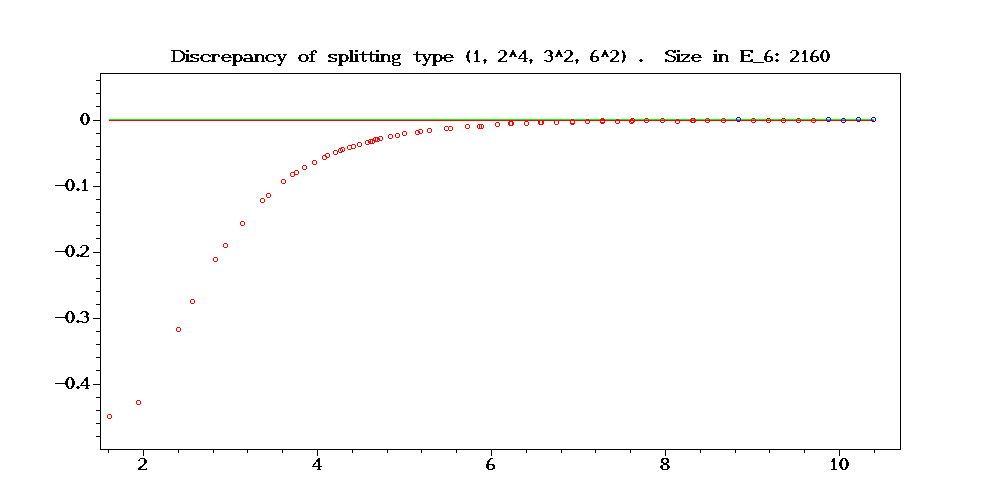 Discrepancy of splitting type (1, 2^4, 3^2, 6^2) .  Size in E_6: 2160
0
−0.1
−0.2
−0.3
−0.4
2 4 6 8 10